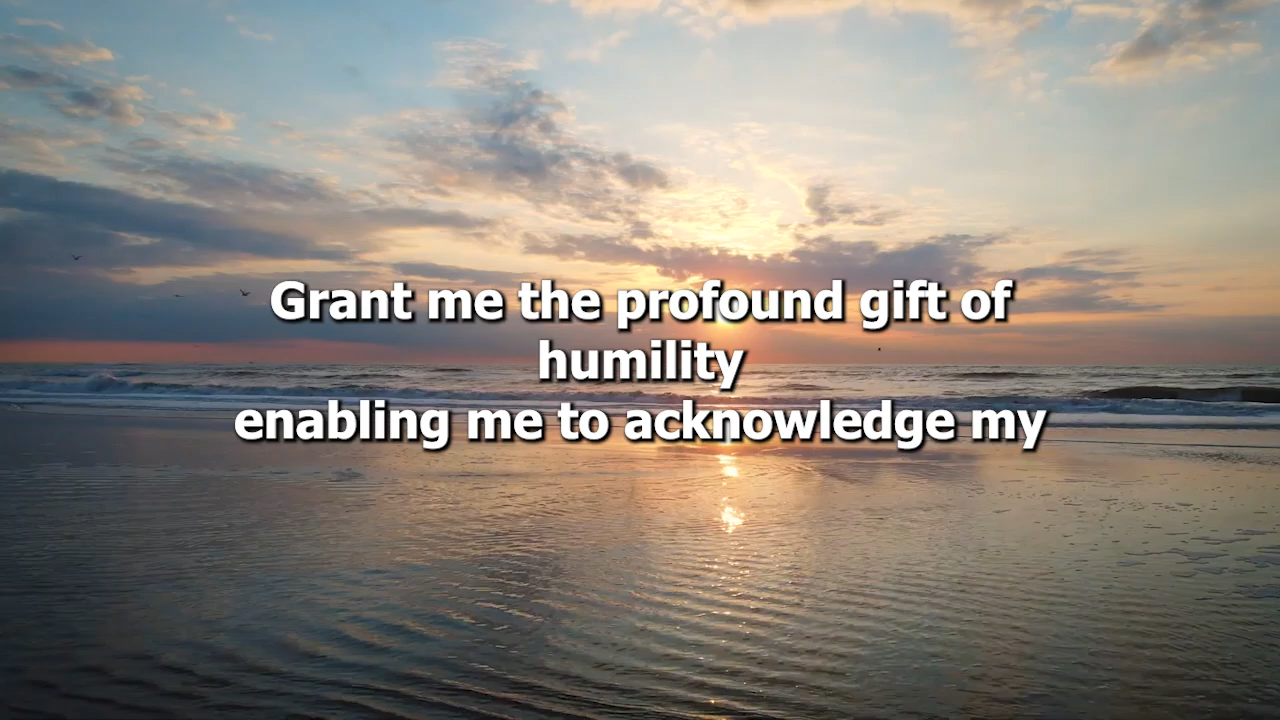 Grant me the profound gift of
humility
enabling me to acknowledge my